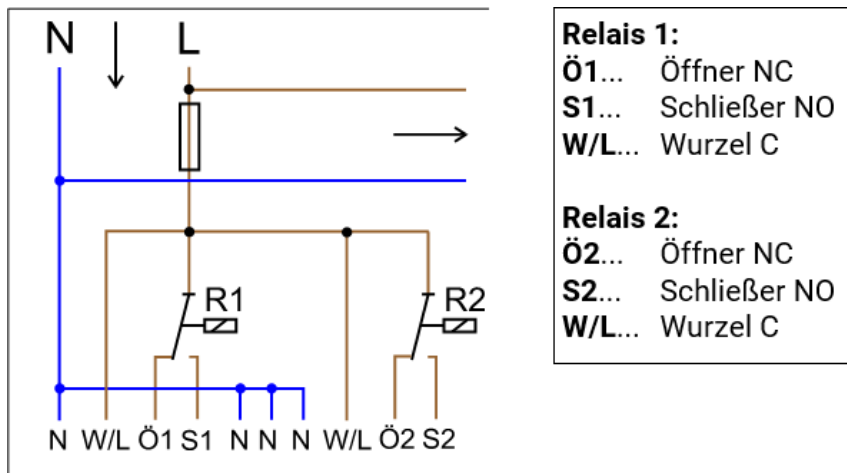 N L
R1 R2
N W/L Ö1 S1 N N N W/L Ö2 S2
Relais 1:
Ö1... Öffner NC
S1... Schließer NO
W/L... Wurzel C
Relais 2:
Ö2... Öffner NC
S2... Schließer NO
W/L... Wurzel C